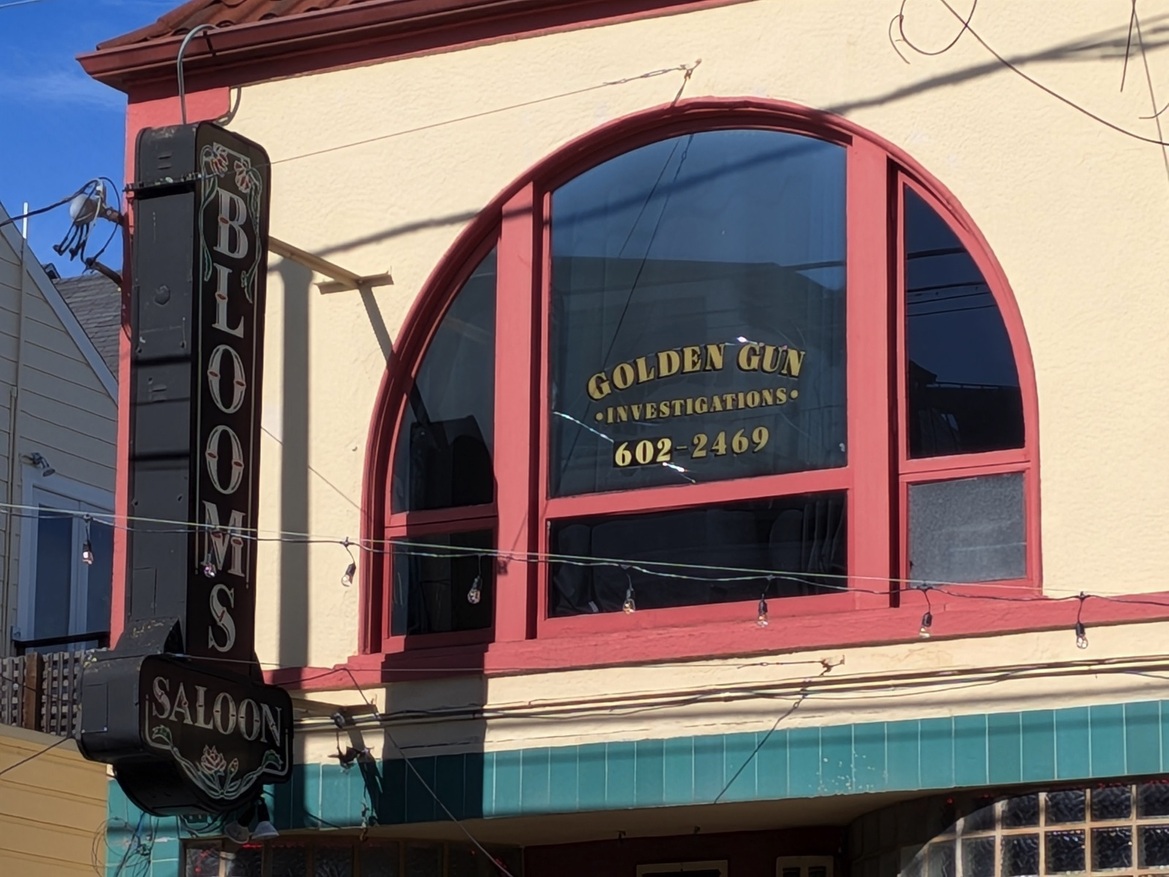 BLOOMS
SALOON
GOLDEN GUN
•INVESTIGATIONS•
602-2469